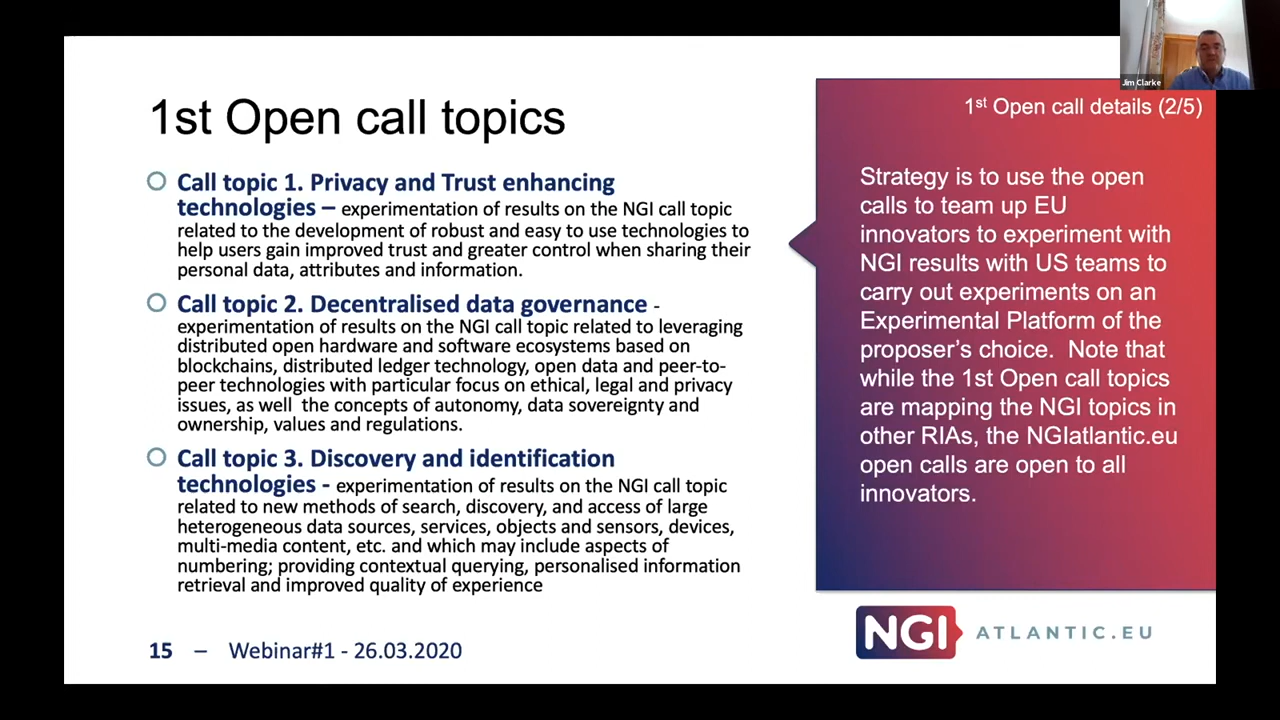 Jim Clarke
1st Open call topics
Call topic 1. Privacy and Trust enhancing
technologies – experimentation of results on the NGI call topic
related to the development of robust and easy to use technologies to
help users gain improved trust and greater control when sharing their
personal data, attributes and information.
Call topic 2. Decentralised data governance -
experimentation of results on the NGI call topic related to leveraging
distributed open hardware and software ecosystems based on
blockchains, distributed ledger technology, open data and peer-to-
peer technologies with particular focus on ethical, legal and privacy
issues, as well  the concepts of autonomy, data sovereignty and
ownership, values and regulations.
Call topic 3. Discovery and identification
technologies - experimentation of results on the NGI call topic
related to new methods of search, discovery, and access of large
heterogeneous data sources, services, objects and sensors, devices,
multi-media content, etc. and which may include aspects of
numbering; providing contextual querying, personalised information
retrieval and improved quality of experience
1st Open call details (2/5)
Strategy is to use the open
calls to team up EU
innovators to experiment with
NGI results with US teams to
carry out experiments on an
Experimental Platform of the
proposer's choice.  Note that
while the 1st Open call topics
are mapping the NGI topics in
other RIAs, the NGIatlantic.eu
open calls are open to all
innovators.
15 – Webinar#1 - 26.03.2020
NGI ATLANTIC.EU